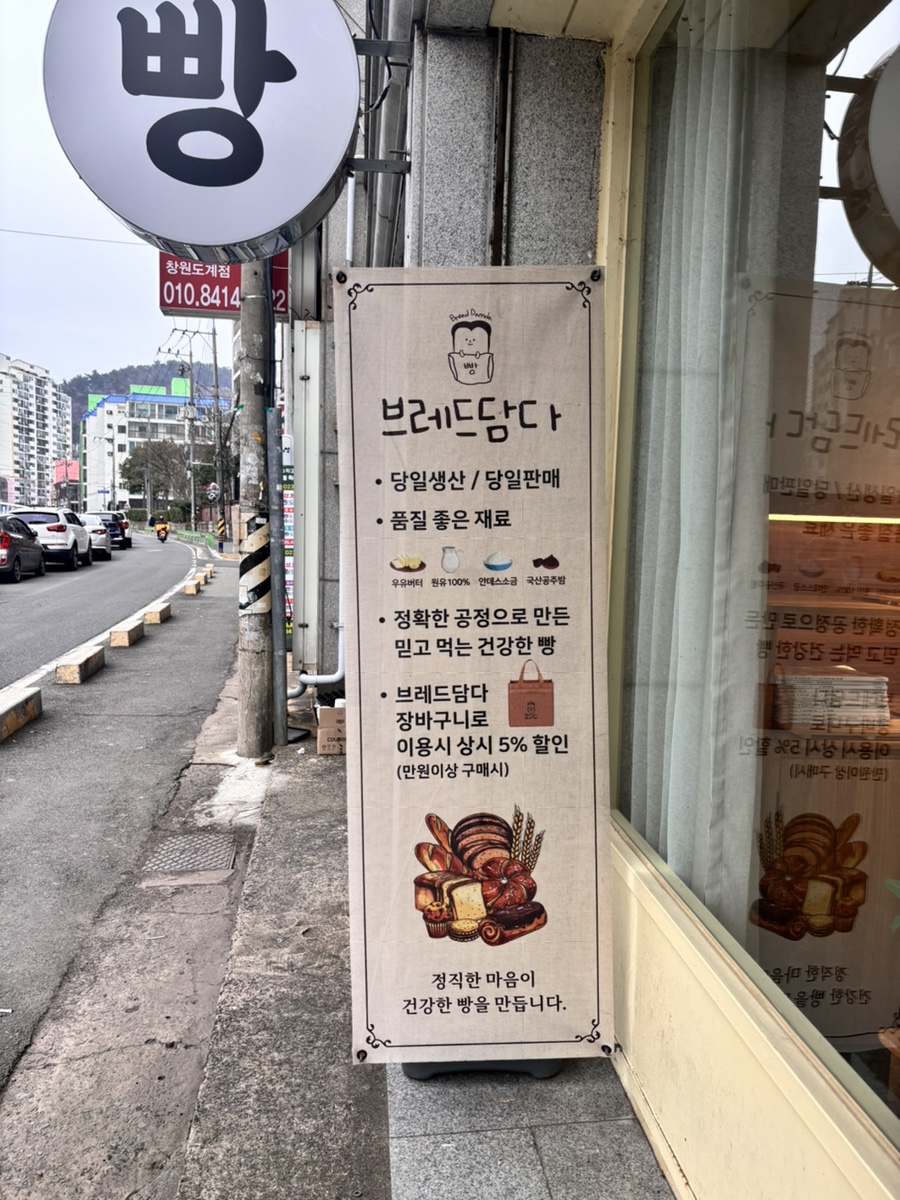 빵
창원도계점
010.8414
22
Bread Damda
빵
브레드담다
• 당일생산 / 당일판매
• 품질 좋은 재료
우유버터 원유100% 안데스소금 국산공주밤
• 정확한 공정으로 만든
믿고 먹는 건강한 빵
• 브레드담다
장바구니로
이용시 상시 5% 할인
(만원이상 구매시)
정직한 마음이
건강한 빵을 만듭니다.